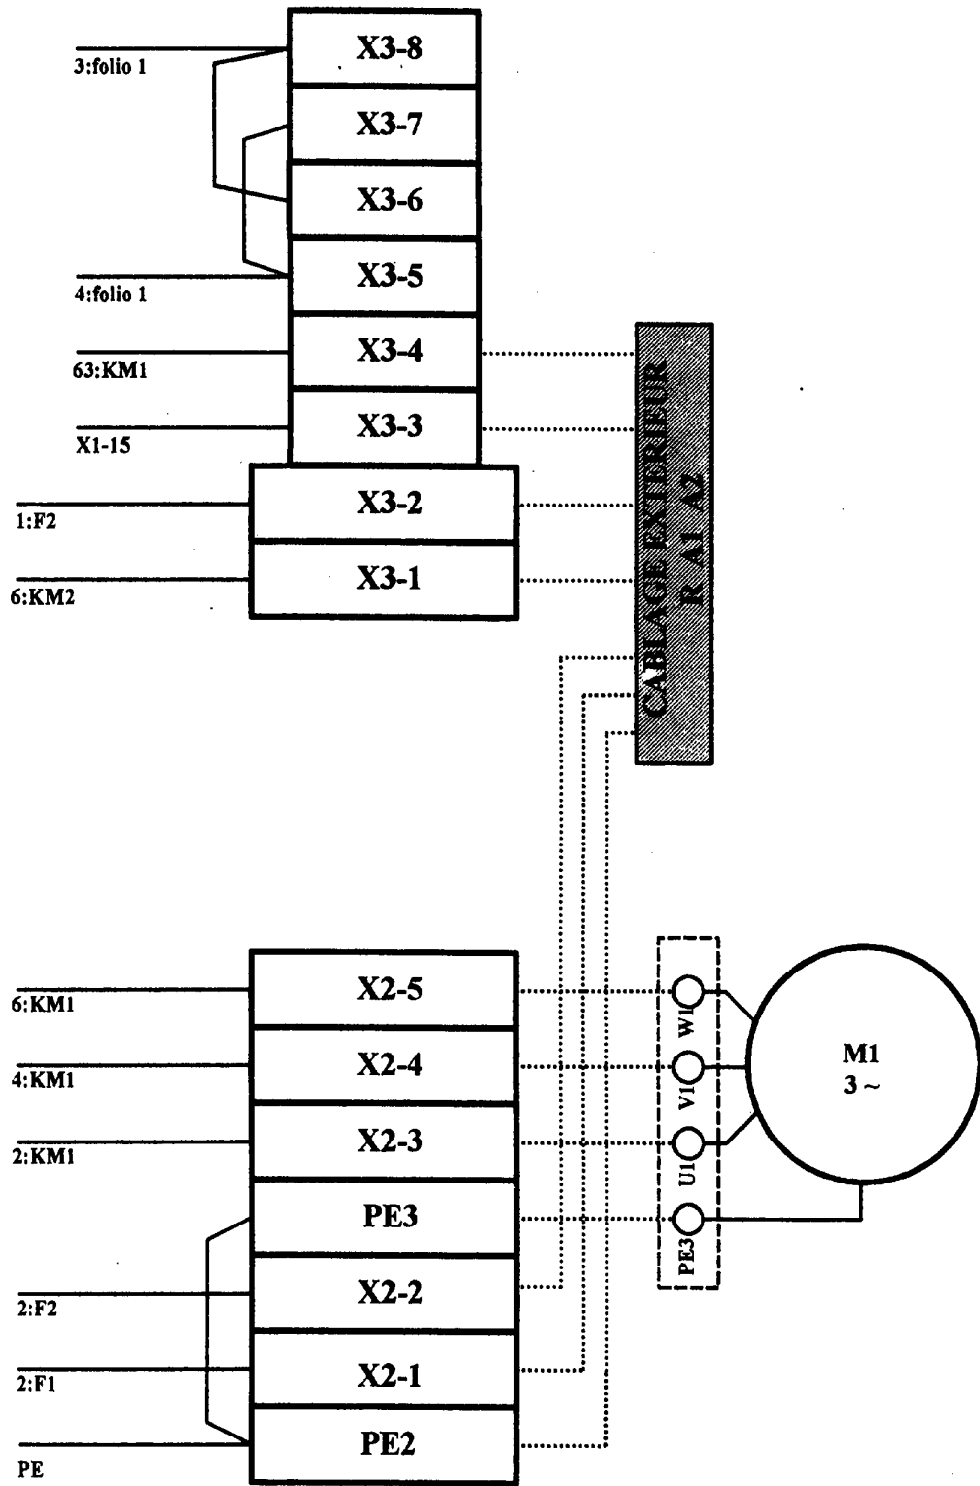 X3-8
3:folio 1
X3-7
X3-6
X3-5
4:folio 1
X3-4
63:KM1
X3-3
X1-15
X3-2
1:F2
X3-1
6:KM2
CABLAGE EXTERIEUR
R A1 A2
X2-5
6:KM1
W1
X2-4
4:KM1
V1
M1
3 ~
X2-3
2:KM1
U1
PE3
PE3
X2-2
2:F2
X2-1
2:F1
PE2
PE